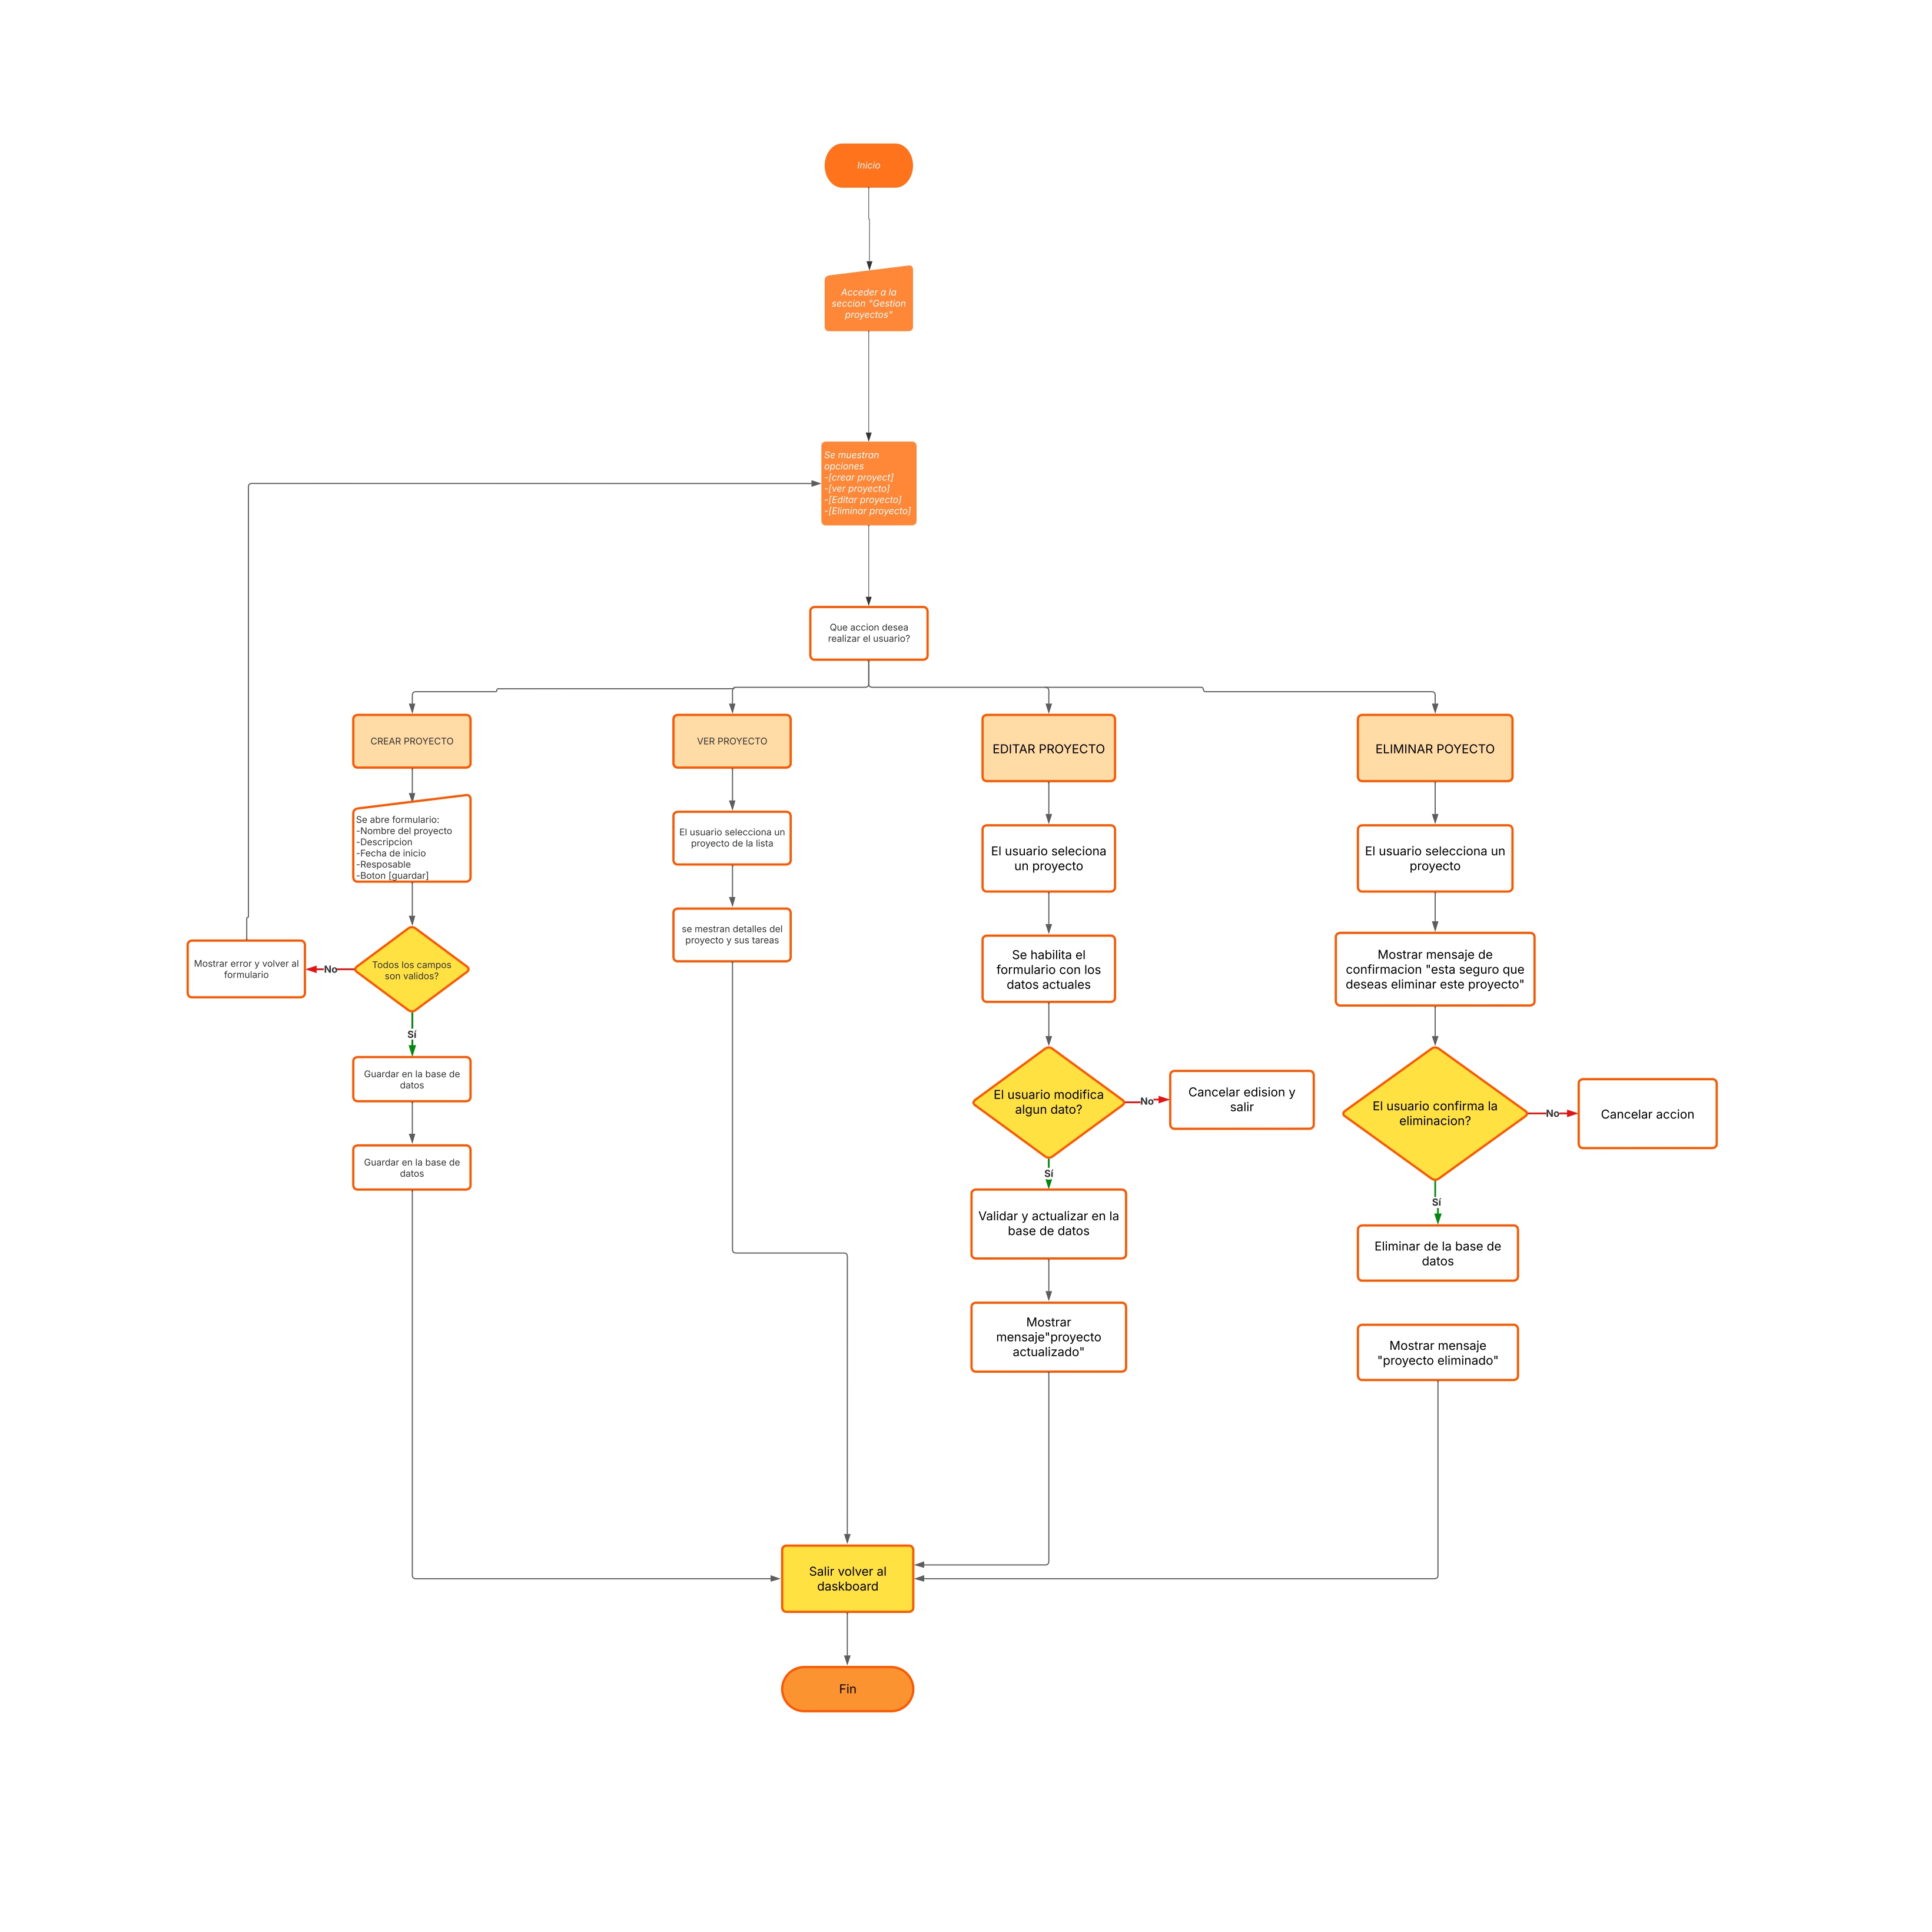 Inicio
Acceder a la
seccion "Gestion
proyectos"
Se muestran
opciones
-[crear proyect]
-[ver proyecto]
-[Editar proyecto]
-[Eliminar proyecto]
Que accion desea
realizar el usuario?
CREAR PROYECTO
Se abre formulario:
-Nombre del proyecto
-Descripcion
-Fecha de inicio
-Resposable
-Boton [guardar]
Todos los campos
son validos?
No
Mostrar error y volver al
formulario
Sí
Guardar en la base de
datos
Guardar en la base de
datos
VER PROYECTO
El usuario selecciona un
proyecto de la lista
se mestran detalles del
proyecto y sus tareas
EDITAR PROYECTO
El usuario seleciona
un proyecto
Se habilita el
formulario con los
datos actuales
El usuario modifica
algun dato?
No
Cancelar edision y
salir
Sí
Validar y actualizar en la
base de datos
Mostrar
mensaje"proyecto
actualizado"
ELIMINAR POYECTO
El usuario selecciona un
proyecto
Mostrar mensaje de
confirmacion "esta seguro que
deseas eliminar este proyecto"
El usuario confirma la
eliminacion?
No
Cancelar accion
Sí
Eliminar de la base de
datos
Mostrar mensaje
"proyecto eliminado"
Salir volver al
daskboard
Fin